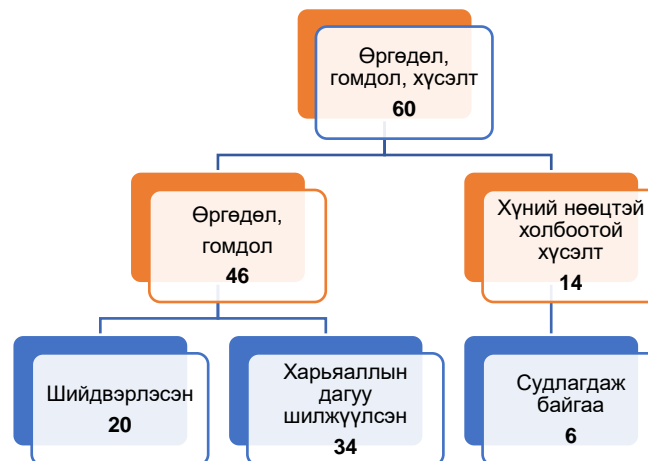 Өргөдөл,
гомдол, хүсэлт
60
Өргөдөл,
гомдол
46
Хүний нөөцтэй
холбоотой
хүсэлт
14
Шийдвэрлэсэн
20
Харьяаллын
дагуу
шилжүүлсэн
34
Судлагдаж
байгаа
6